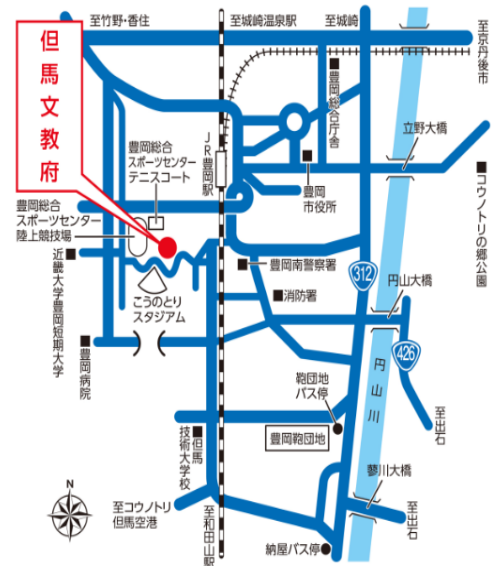 至竹野・香住
至城崎温泉駅
至城崎
至京丹後市
但馬文教府
豊岡総合庁舎
立野大橋
JR豊岡駅
豊岡総合
スポーツセンター
テニスコート
豊岡
市役所
コウノトリの郷公園
豊岡総合
スポーツセンター
陸上競技場
近畿大学豊岡短期大学
こうのとり
スタジアム
豊岡南警察署
消防署
312
円山大橋
426
豊岡病院
円山川
鞄団地
バス停
豊岡鞄団地
至出石
但馬
技術大学校
蓼川大橋
N
至コウノトリ
但馬空港
至和田山駅
納屋バス停
至出石